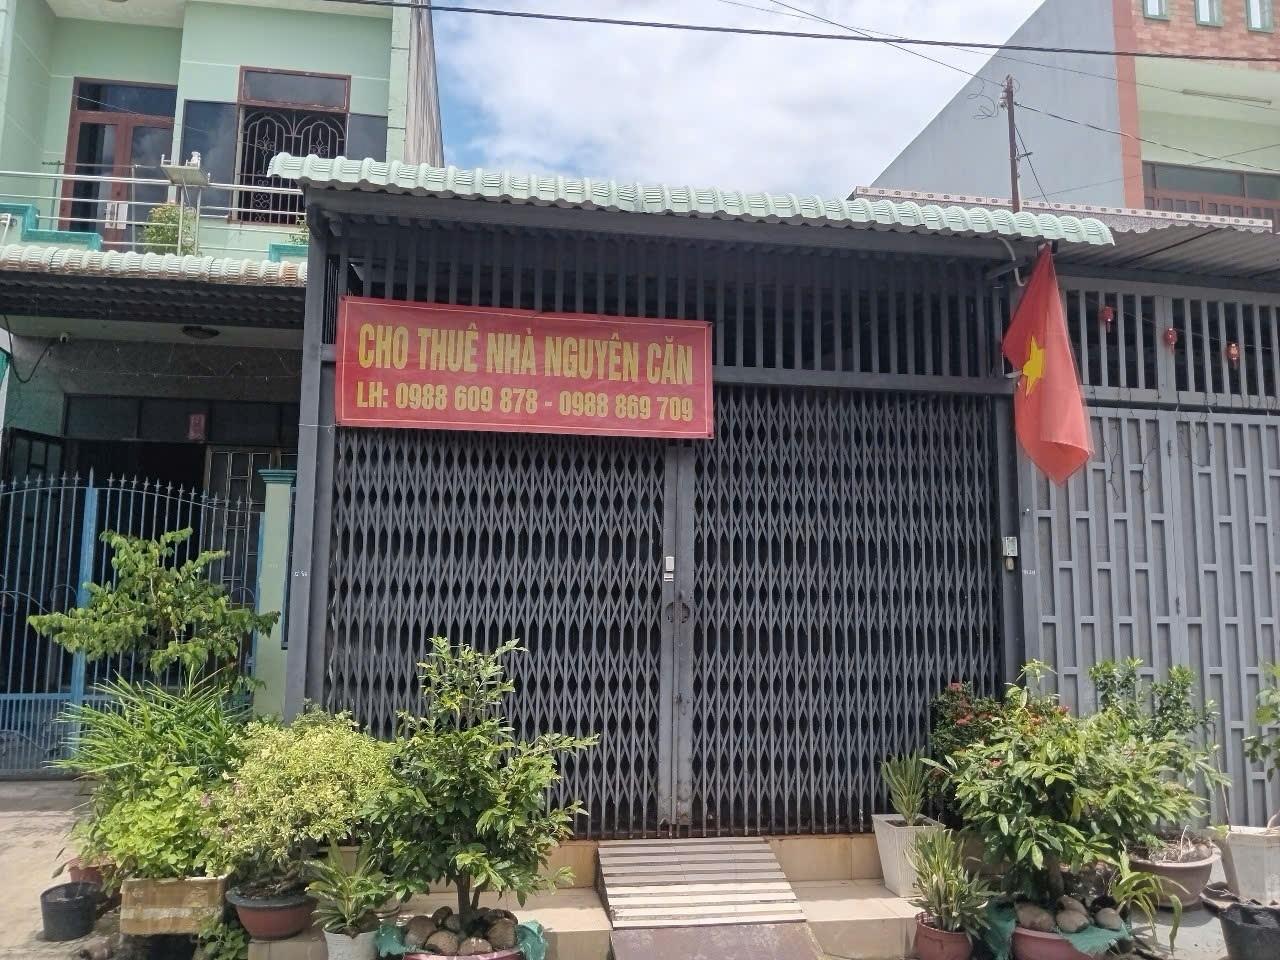 CHO THUÊ NHÀ NGUYÊN CĂN
LH: 0988 609 878 - 0988 869 709